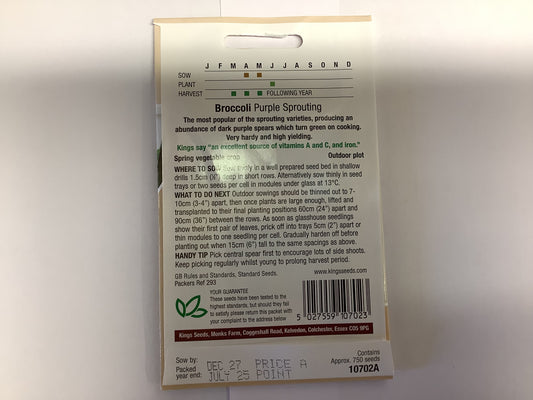 J F M A M J J A S O N D
SOW
PLANT
HARVEST FOLLOWING YEAR
Broccoli Purple Sprouting
The most popular of the sprouting varieties, producing an
abundance of dark purple spears which turn green on cooking.
Very hardy and high yielding.
Kings say "an excellent source of vitamins A and C, and iron."
Spring vegetable crop Outdoor plot
WHERE TO SOW Sow thinly in a well prepared seed bed in shallow
drills 1.5cm (½") deep in short rows. Alternatively sow thinly in seed
trays or two seeds per cell in modules under glass at 13°C.
WHAT TO DO NEXT Outdoor sowings should be thinned out to 7-
10cm (3-4") apart, then once plants are large enough, lifted and
transplanted to their final planting positions 60cm (24") apart and
90cm (36") between the rows. As soon as glasshouse seedlings
show their first pair of leaves, prick off into trays 5cm (2") apart or
thin modules to one seedling per cell. Gradually harden off before
planting out when 15cm (6") tall to the same spacings as above.
HANDY TIP Pick central spear first to encourage lots of side shoots.
Keep picking regularly whilst young to prolong harvest period.
GB Rules and Standards, Standard Seeds.
Packers Ref 293
www.kingsseeds.com
YOUR GUARANTEE
These seeds have been tested to the
highest standards, but should they fail
to satisfy please return this packet with
your complaint to the address below
5 027559 107023
Kings Seeds, Monks Farm, Coggeshall Road, Kelvedon, Colchester, Essex CO5 9PG
Sow by: DEC 27 PRICE A
Packed
year end: JULY 25 POINT
Contains
Approx. 750 seeds
10702A